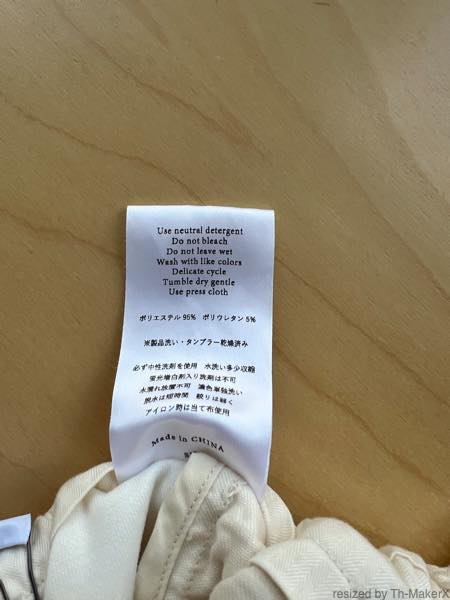 Use neutral detergent
Do not bleach
Do not leave wet
Wash with like colors
Delicate cycle
Tumble dry gentle
Use press cloth
ポリエステル 95% ポリウレタン 5%
※製品洗い・タンブラー乾燥済み
必ず中性洗剤を使用 水洗い多少収縮
蛍光増白剤入り洗剤は不可
水濡れ放置不可 濃色単独洗い
脱水は短時間 絞りは弱く
アイロン時は当て布使用
Made in CHINA
resized by Th-MakerX